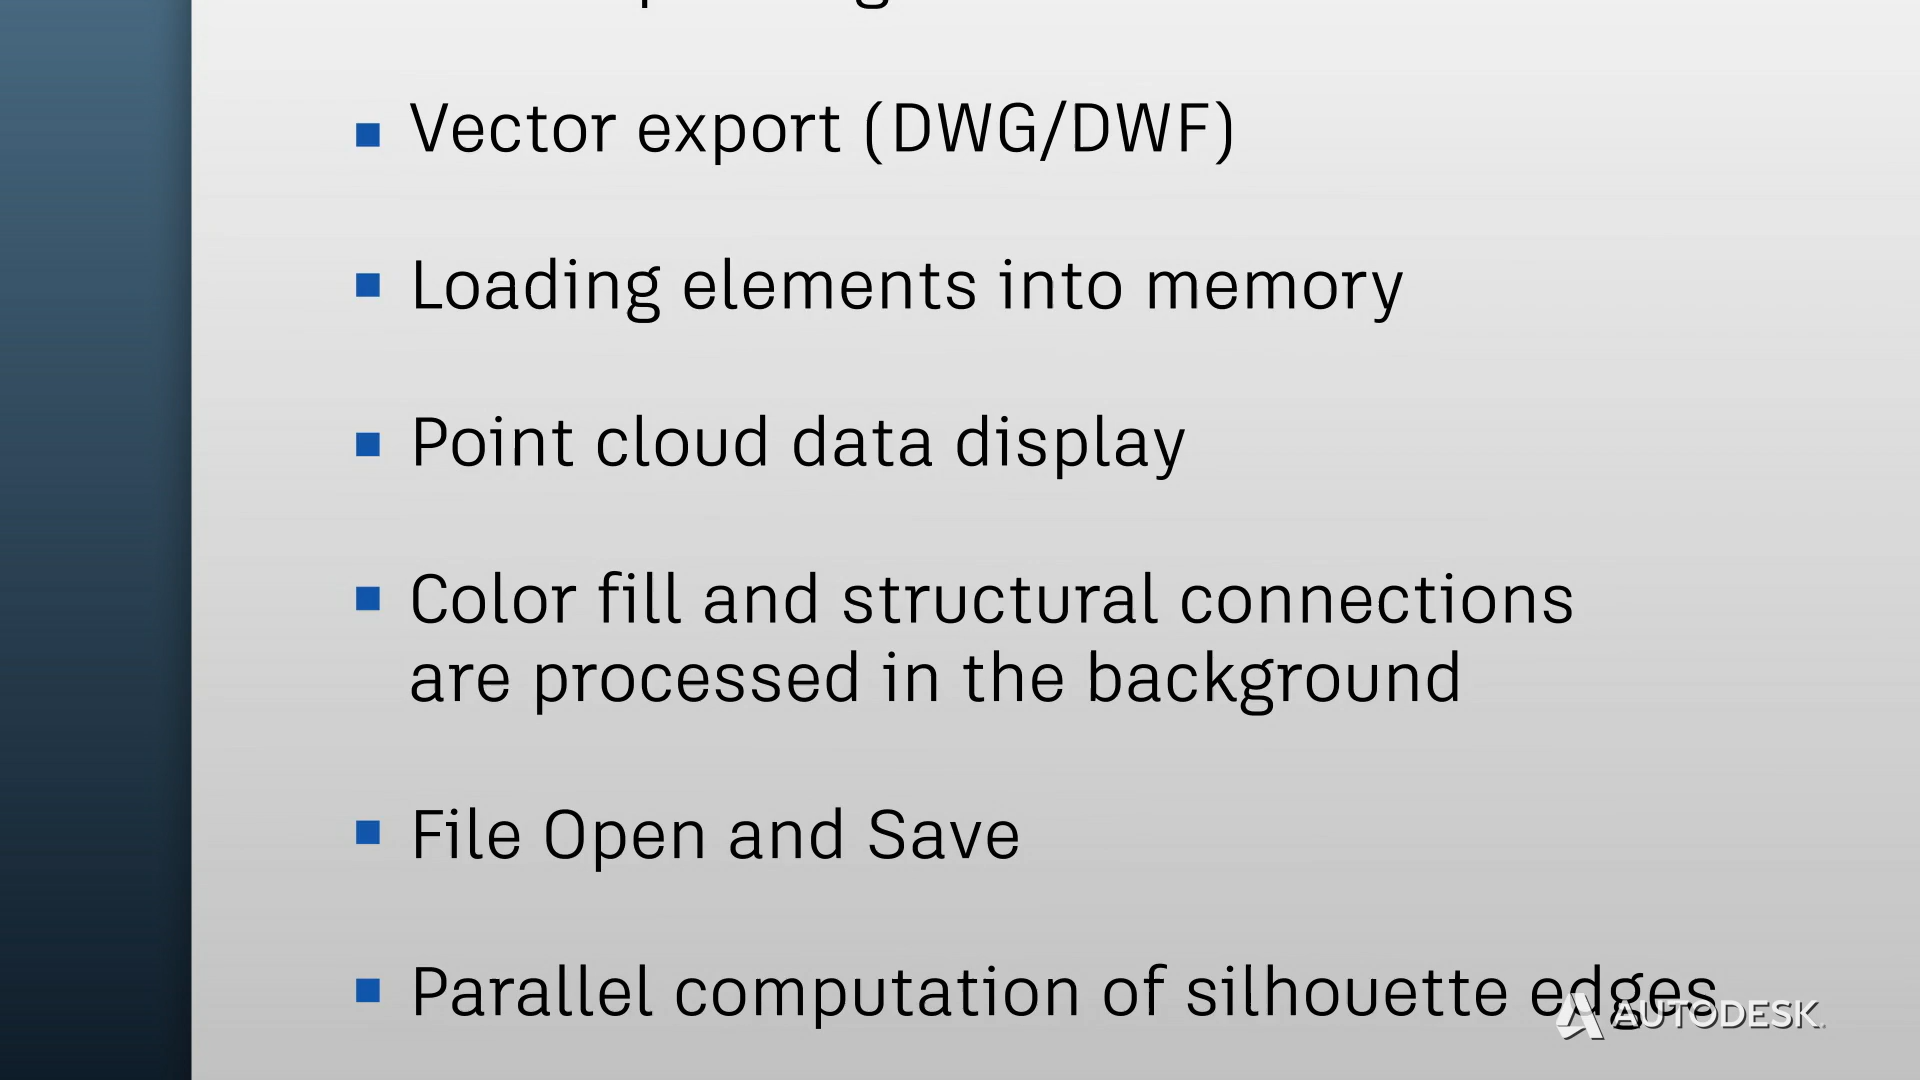 Vector export (DWG/DWF)
Loading elements into memory
Point cloud data display
Color fill and structural connections
are processed in the background
File Open and Save
Parallel computation of silhouette edges
AUTODESK.